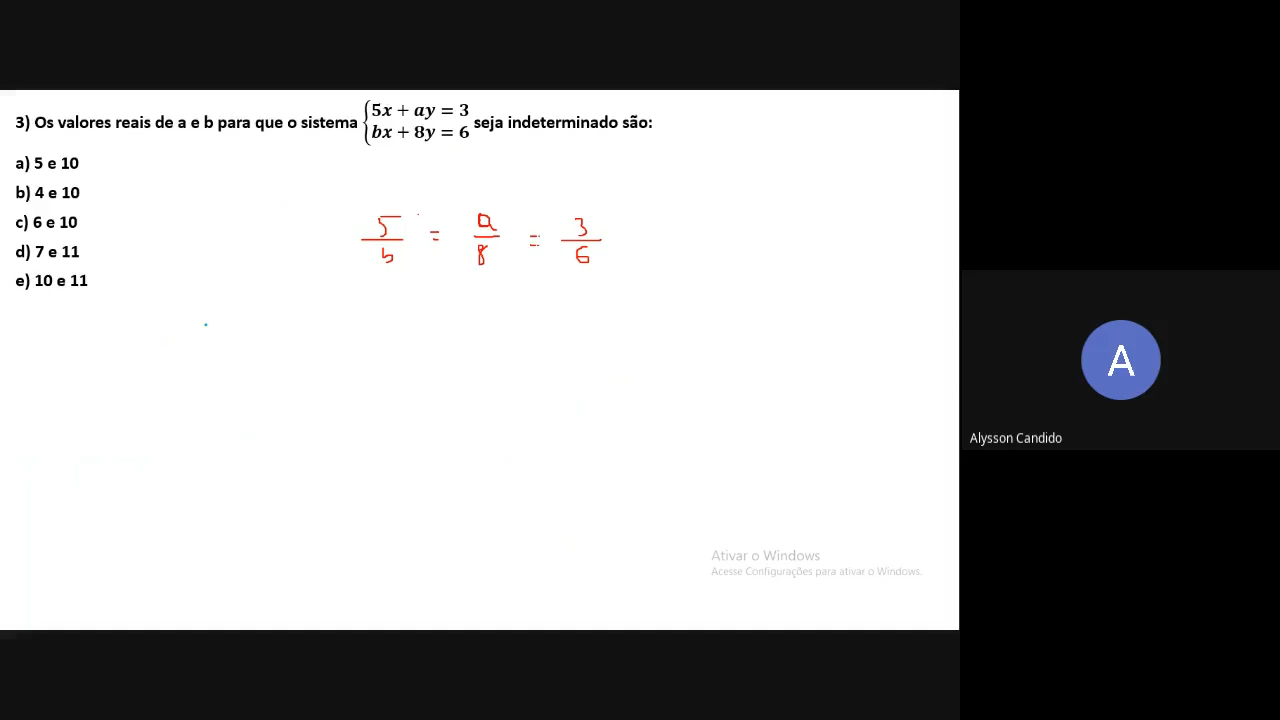 3) Os valores reais de a e b para que o sistema {5x + ay = 3
bx + 8y = 6 seja indeterminado são:
a) 5 e 10
b) 4 e 10
c) 6 e 10
d) 7 e 11
e) 10 e 11
5/b = a/8 = 3/6
A
Alysson Candido
Ativar o Windows
Acesse Configurações para ativar o Windows.